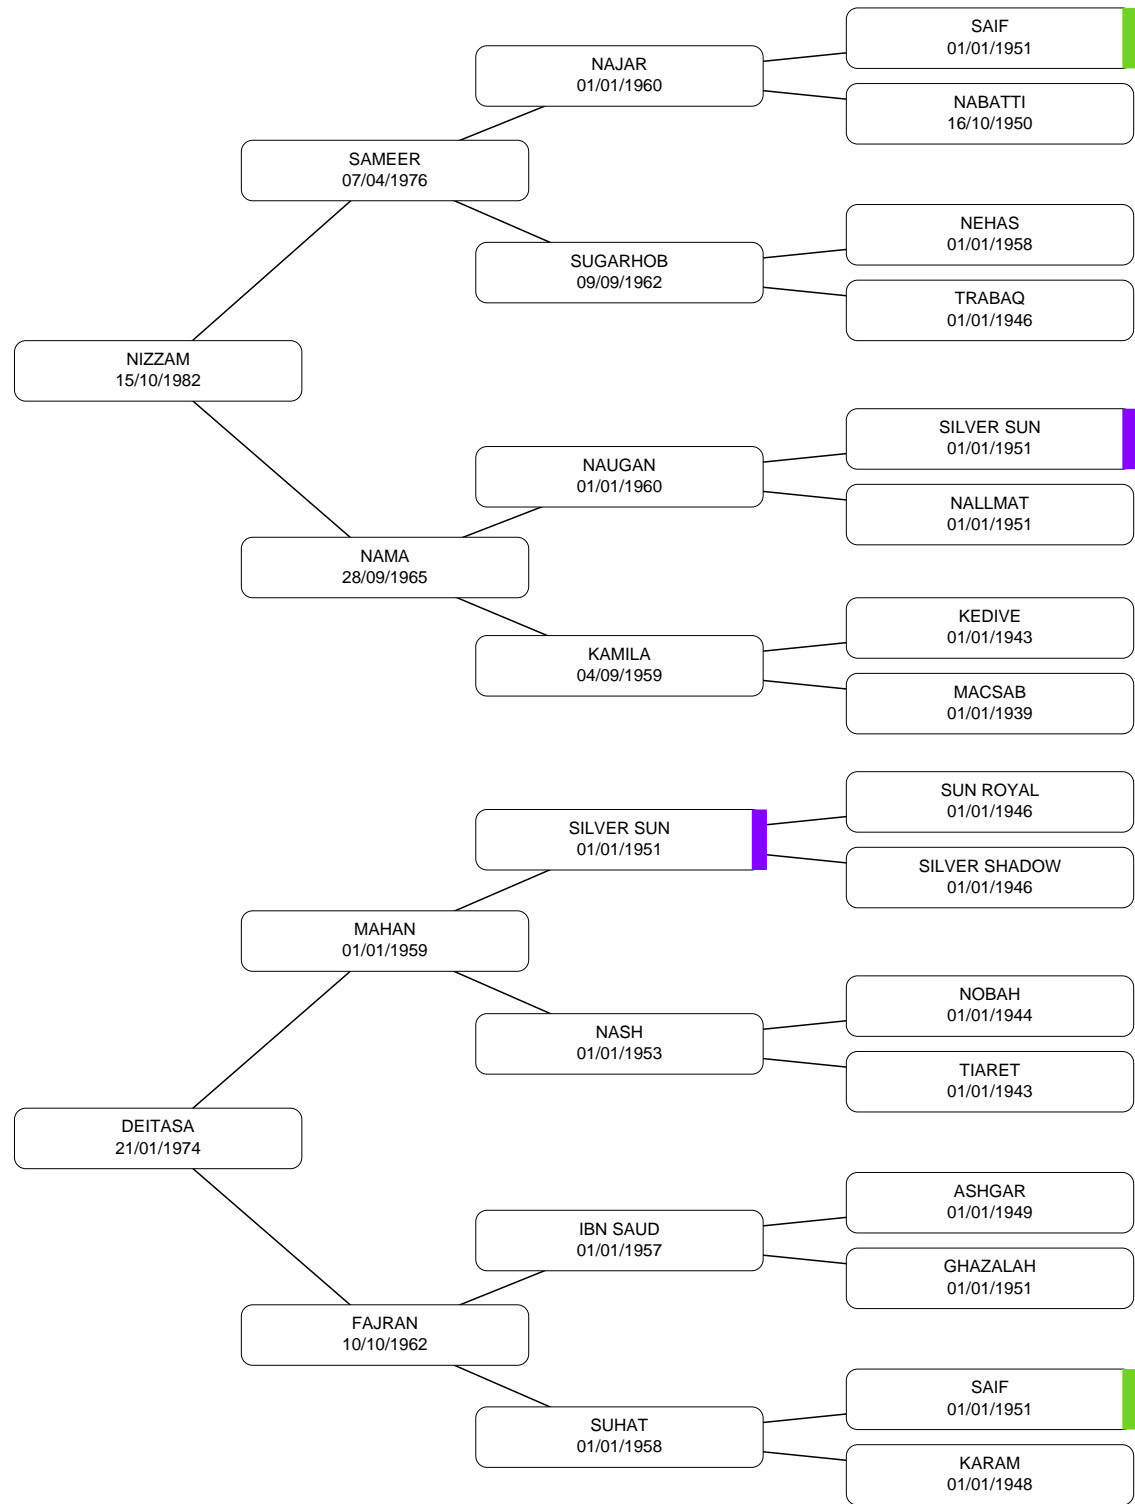 SAIF
01/01/1951
NAJAR
01/01/1960
NABATTI
16/10/1950
SAMEER
07/04/1976
NEHAS
01/01/1958
SUGARHOB
09/09/1962
TRABAQ
01/01/1946
NIZZAM
15/10/1982
SILVER SUN
01/01/1951
NAUGAN
01/01/1960
NALLMAT
01/01/1951
NAMA
28/09/1965
KEDIVE
01/01/1943
KAMILA
04/09/1959
MACSAB
01/01/1939
SUN ROYAL
01/01/1946
SILVER SUN
01/01/1951
SILVER SHADOW
01/01/1946
MAHAN
01/01/1959
NOBAH
01/01/1944
NASH
01/01/1953
TIARET
01/01/1943
DEITASA
21/01/1974
ASHGAR
01/01/1949
IBN SAUD
01/01/1957
GHAZALAH
01/01/1951
FAJRAN
10/10/1962
SAIF
01/01/1951
SUHAT
01/01/1958
KARAM
01/01/1948